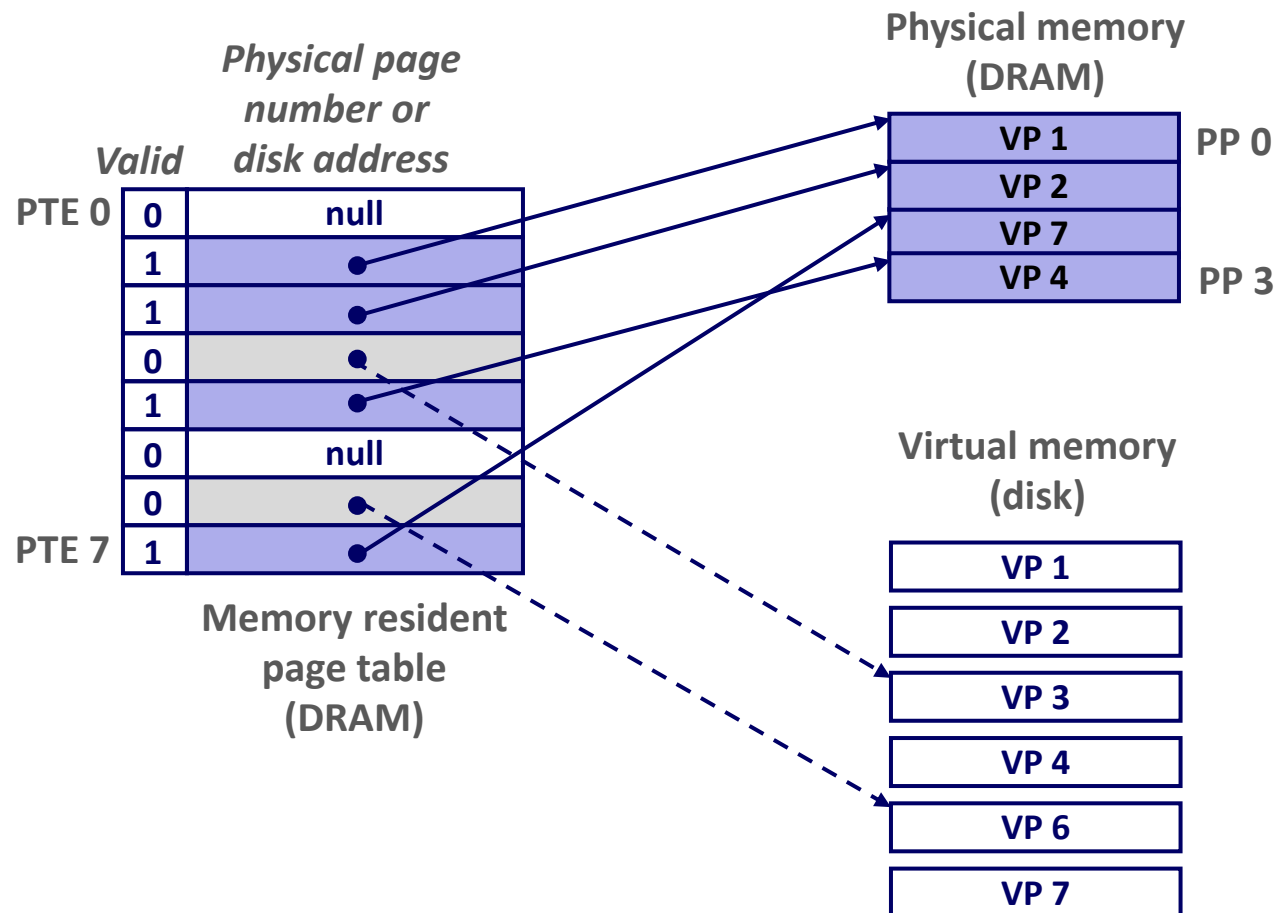 Physical memory
(DRAM)
Physical page
number or
disk address
Valid
VP 1
PP 0
VP 2
VP 7
VP 4
PP 3
PTE 0
0
null
1
1
0
1
0
null
0
PTE 7
1
Memory resident
page table
(DRAM)
Virtual memory
(disk)
VP 1
VP 2
VP 3
VP 4
VP 6
VP 7